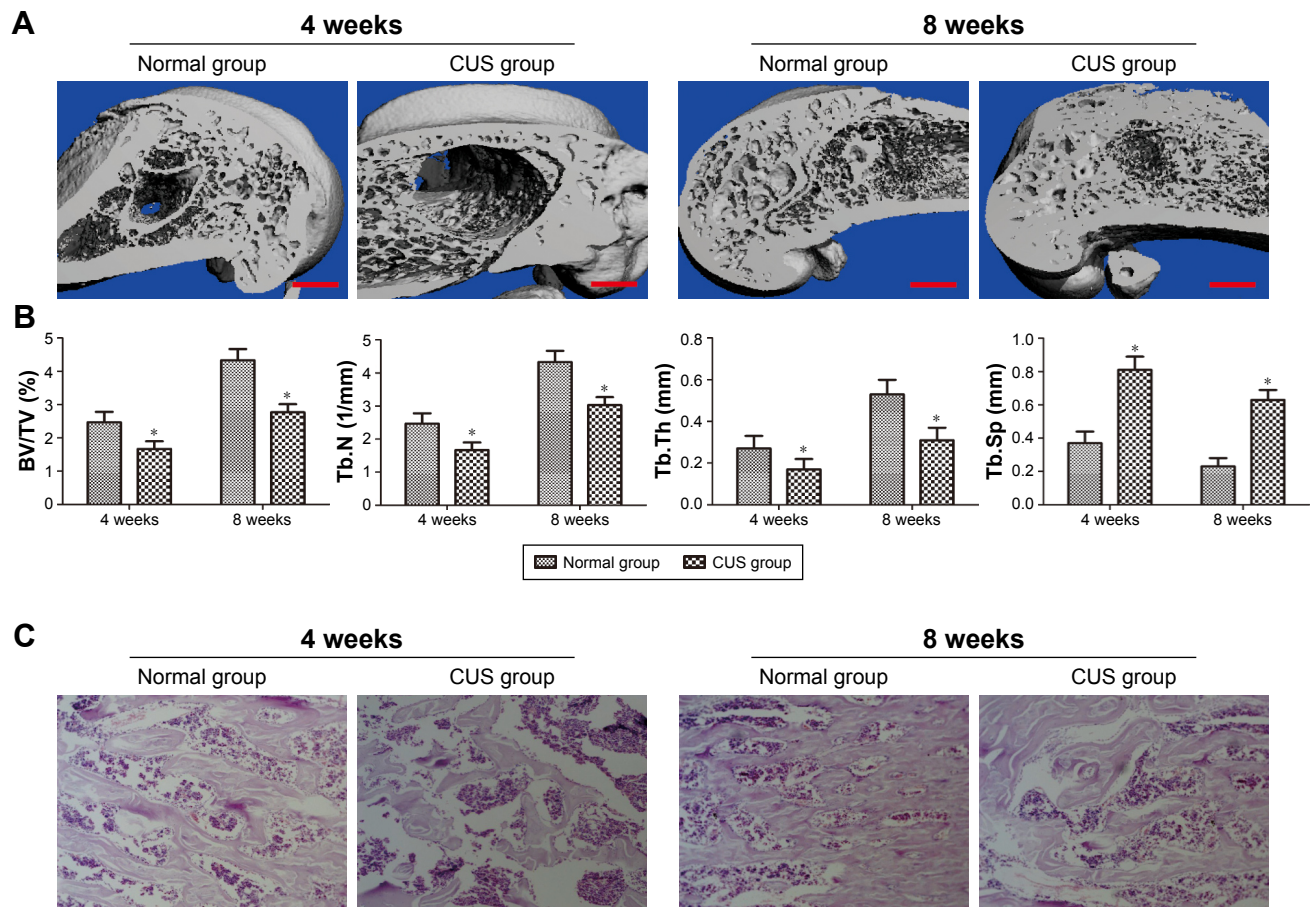 A
4 weeks
8 weeks
Normal group
CUS group
Normal group
CUS group
B
BV/TV (%)
5
4
3
2
1
0
*
*
4 weeks
8 weeks
Tb.N (1/mm)
5
4
3
2
1
0
*
*
4 weeks
8 weeks
Tb.Th (mm)
0.8
0.6
0.4
0.2
0.0
*
*
4 weeks
8 weeks
Tb.Sp (mm)
1.0
0.8
0.6
0.4
0.2
0.0
*
*
4 weeks
8 weeks
Normal group
CUS group
C
4 weeks
8 weeks
Normal group
CUS group
Normal group
CUS group